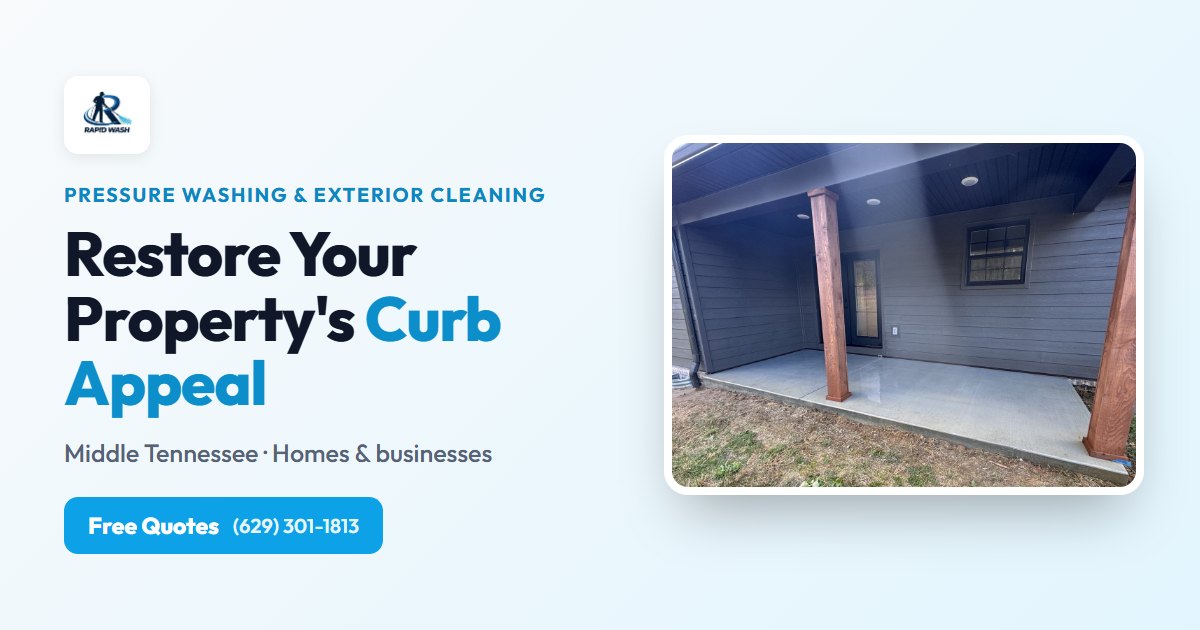 RAPID WASH
PRESSURE WASHING & EXTERIOR CLEANING
Restore Your
Property's Curb
Appeal
Middle Tennessee · Homes & businesses
Free Quotes (629) 301-1813